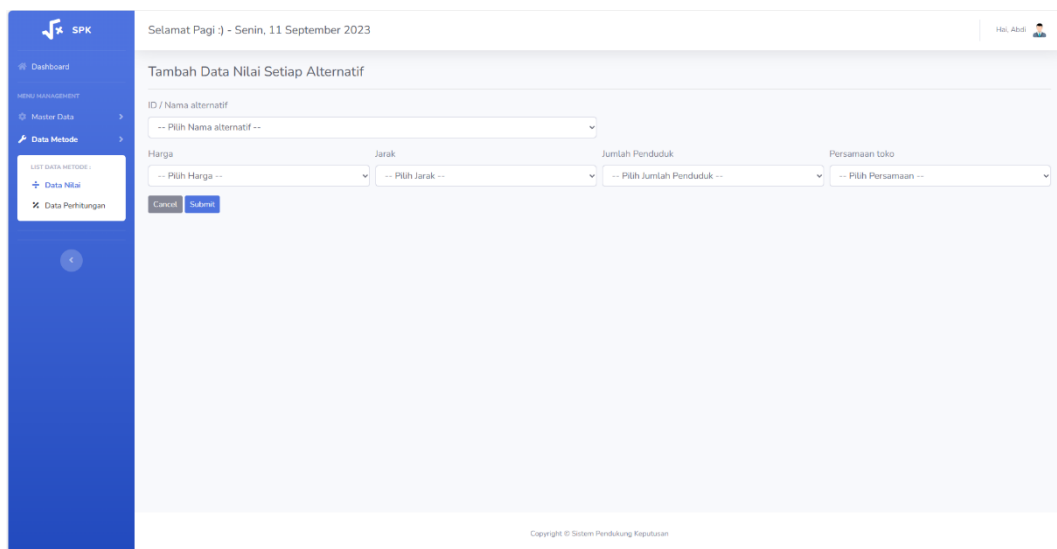 SPK
Selamat Pagi :) - Senin, 11 September 2023
Hai, Abdi
Dashboard
MENU MANAGEMENT
Master Data
Data Metode
LIST DATA METODE :
Data Nilai
Data Perhitungan
Tambah Data Nilai Setiap Alternatif
ID / Nama alternatif
-- Pilih Nama alternatif --
Harga Jarak Jumlah Penduduk Persamaan toko
-- Pilih Harga -- -- Pilih Jarak -- -- Pilih Jumlah Penduduk -- -- Pilih Persamaan --
Cancel Submit
Copyright © Sistem Pendukung Keputusan